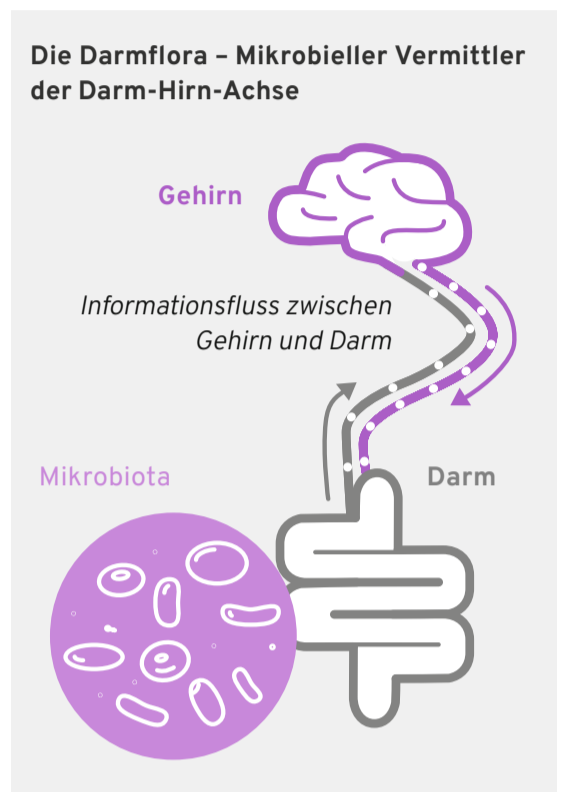 Die Darmflora – Mikrobieller Vermittler
der Darm-Hirn-Achse
Gehirn
Informationsfluss zwischen
Gehirn und Darm
Mikrobiota
Darm